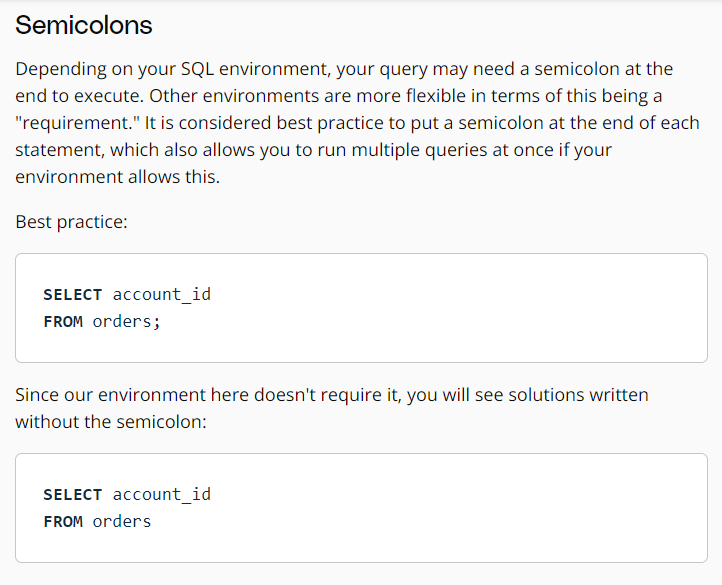 Semicolons
Depending on your SQL environment, your query may need a semicolon at the
end to execute. Other environments are more flexible in terms of this being a
"requirement." It is considered best practice to put a semicolon at the end of each
statement, which also allows you to run multiple queries at once if your
environment allows this.
Best practice:
SELECT account_id
FROM orders;
Since our environment here doesn't require it, you will see solutions written
without the semicolon:
SELECT account_id
FROM orders